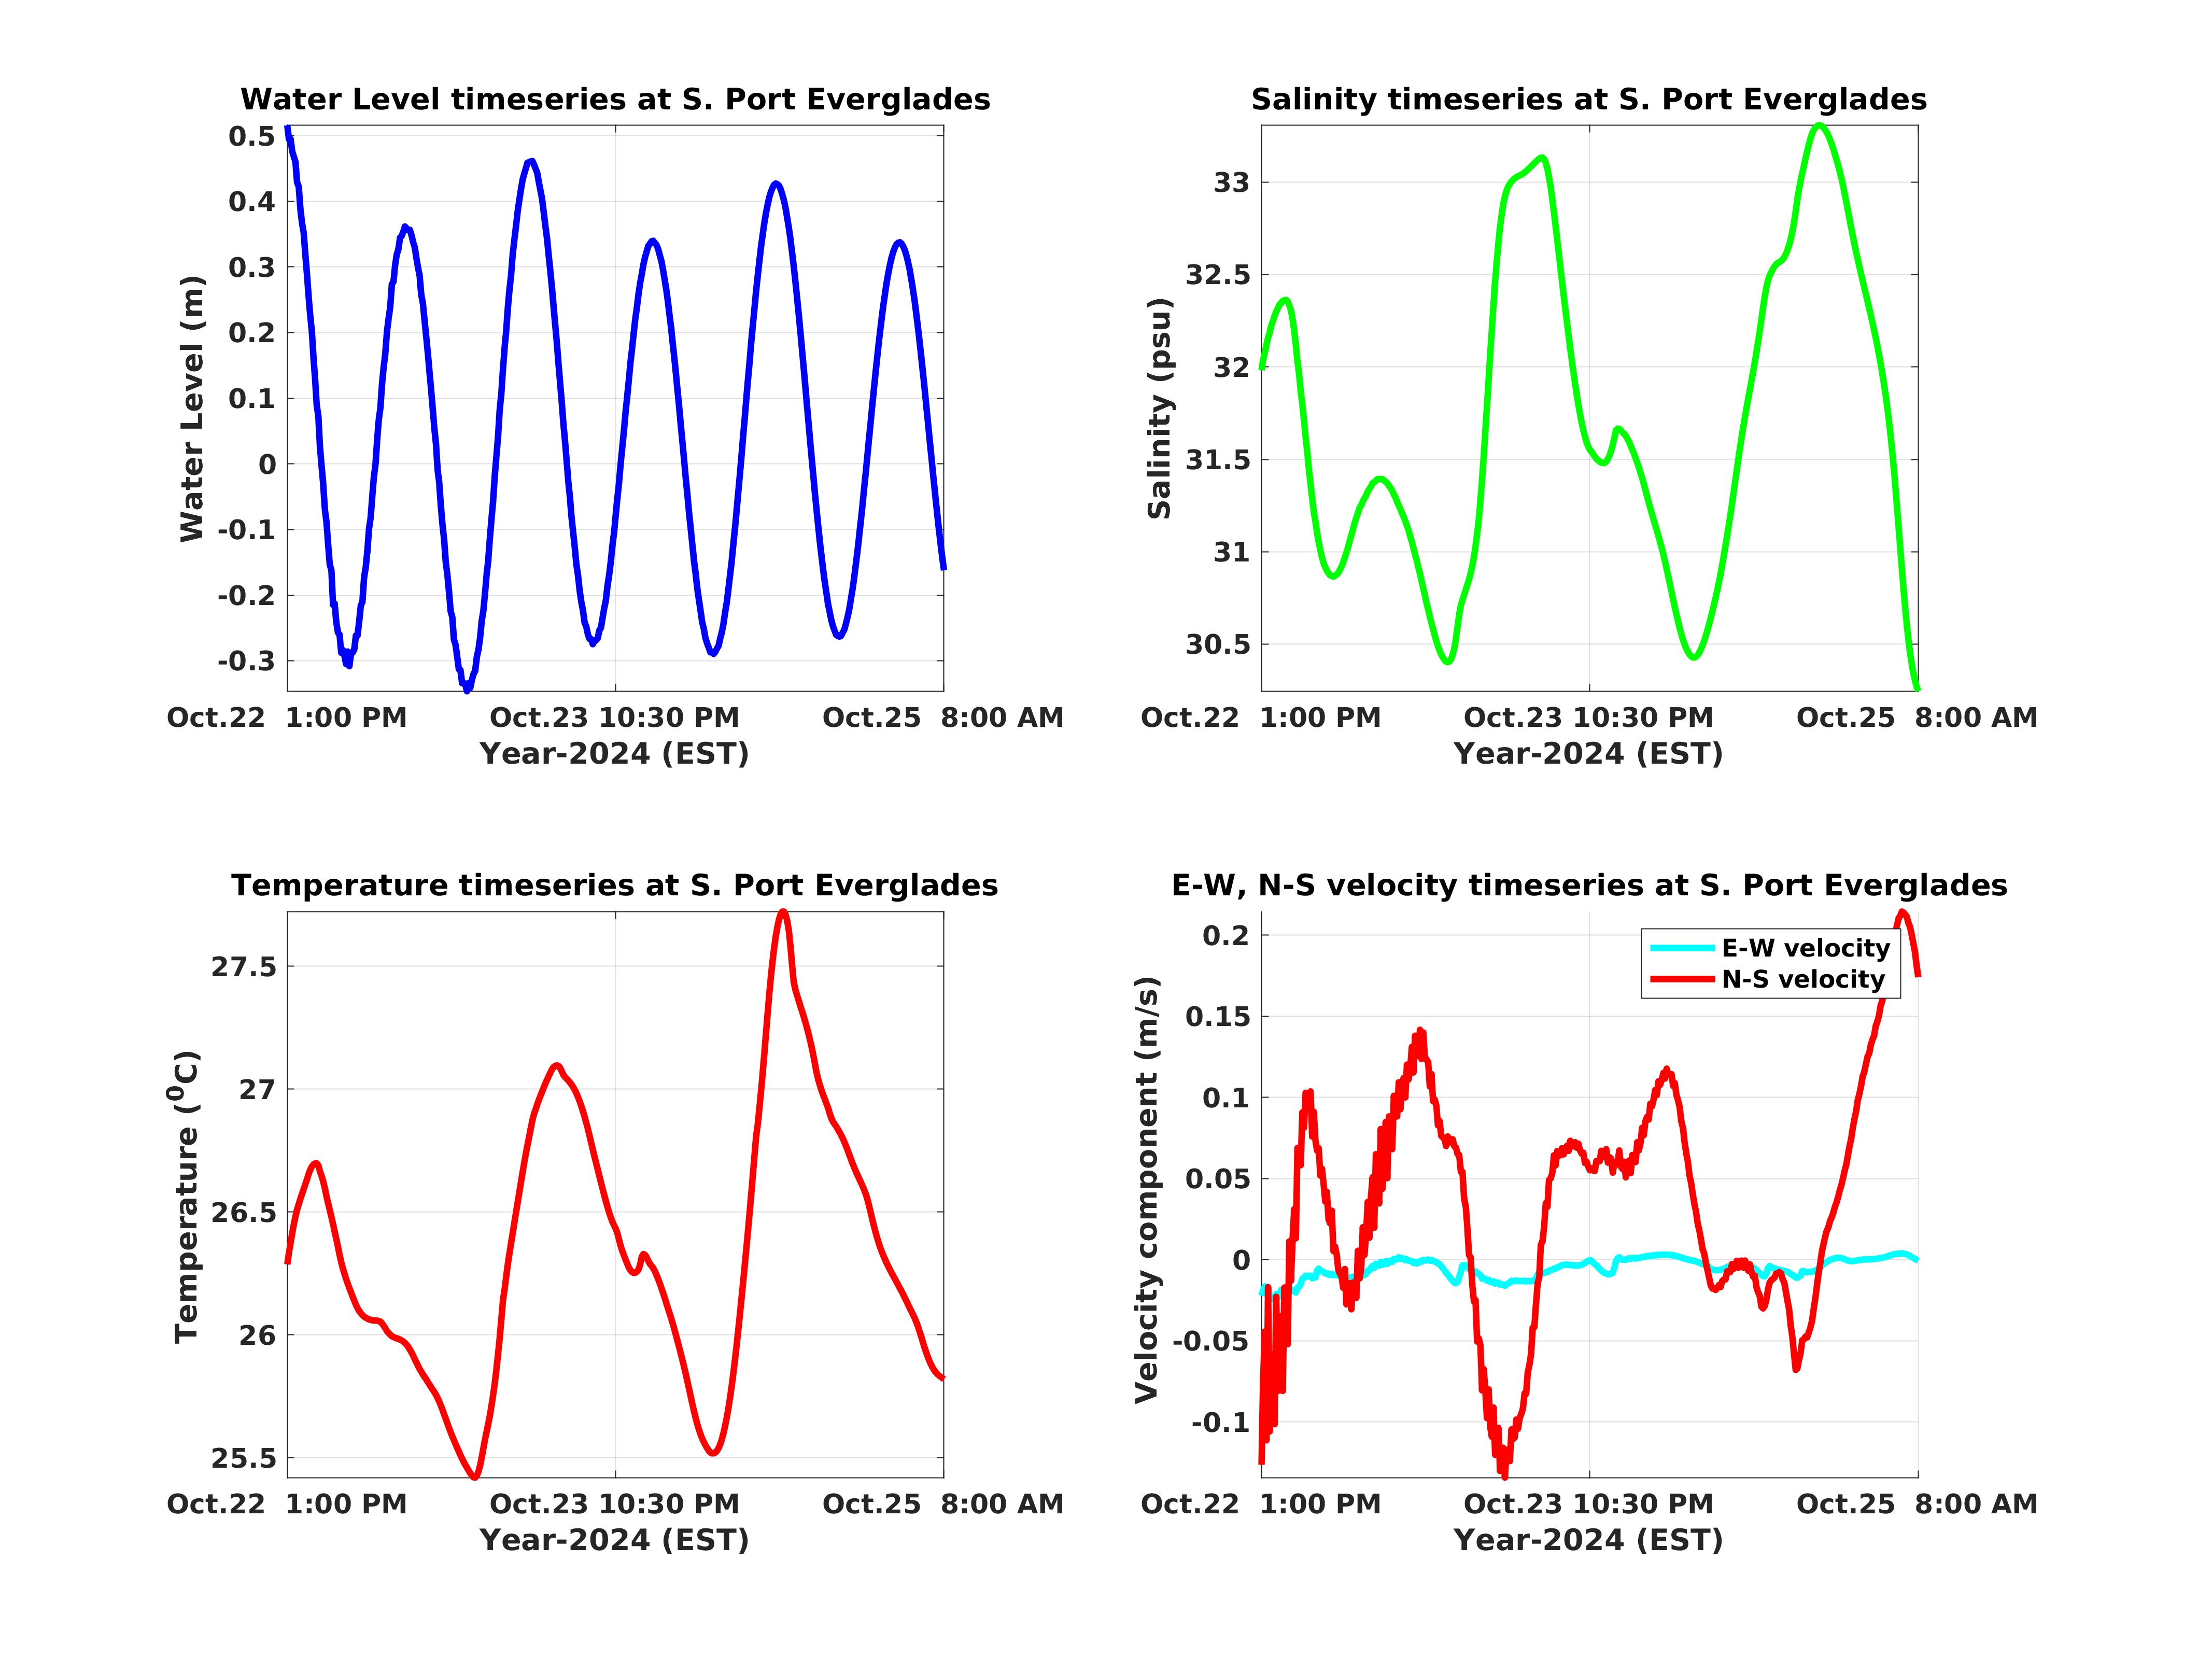 Water Level timeseries at S. Port Everglades
0.5
0.4
0.3
0.2
0.1
0
-0.1
-0.2
-0.3
Water Level (m)
Oct.22 1:00 PM
Oct.23 10:30 PM
Oct.25 8:00 AM
Year-2024 (EST)
Salinity timeseries at S. Port Everglades
33
32.5
32
31.5
31
30.5
Salinity (psu)
Oct.22 1:00 PM
Oct.23 10:30 PM
Oct.25 8:00 AM
Year-2024 (EST)
Temperature timeseries at S. Port Everglades
27.5
27
26.5
26
25.5
Temperature (⁰C)
Oct.22 1:00 PM
Oct.23 10:30 PM
Oct.25 8:00 AM
Year-2024 (EST)
E-W, N-S velocity timeseries at S. Port Everglades
0.2
0.15
0.1
0.05
0
-0.05
-0.1
Velocity component (m/s)
E-W velocity
N-S velocity
Oct.22 1:00 PM
Oct.23 10:30 PM
Oct.25 8:00 AM
Year-2024 (EST)